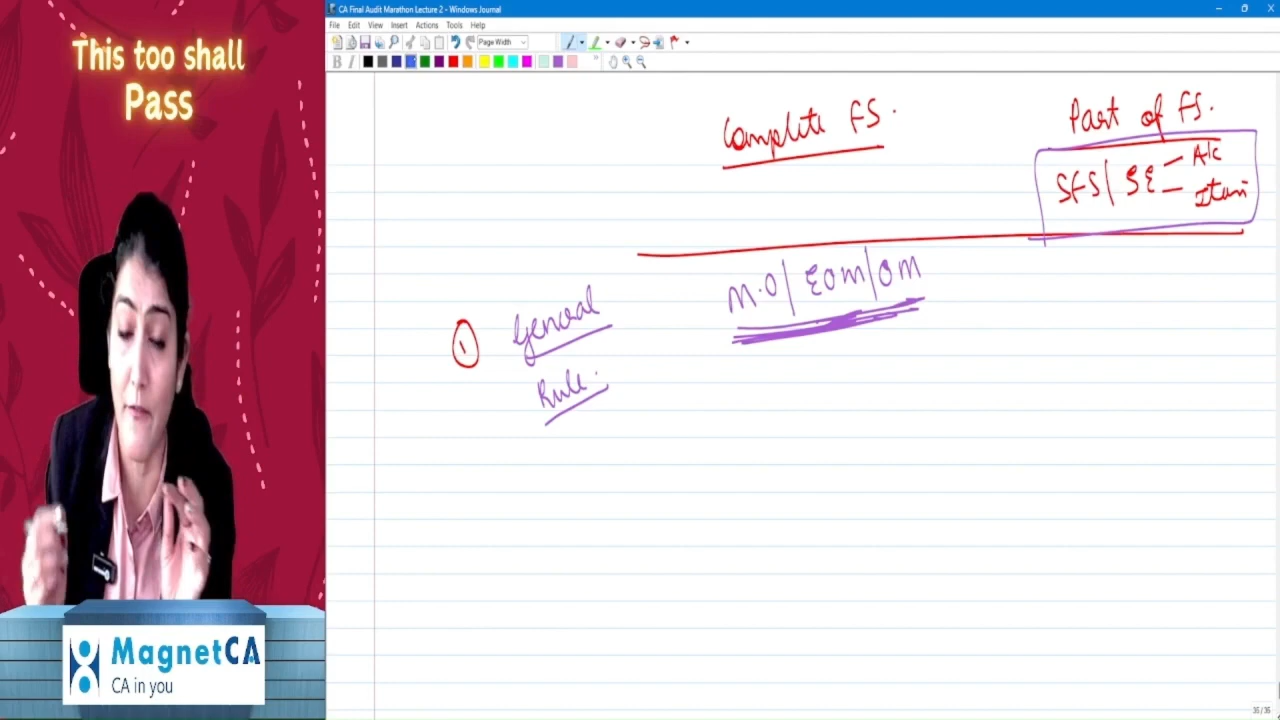 This too shall
Pass
CA Final Audit Marathon Lecture 2 - Windows Journal
File Edit View Insert Actions Tools Help
Page Width
B I
Complete FS.
Part of FS.
SFS / SE
A/c
Item
① General
Rule.
M.O / EOM / OM
MagnetCA
CA in you
35/35